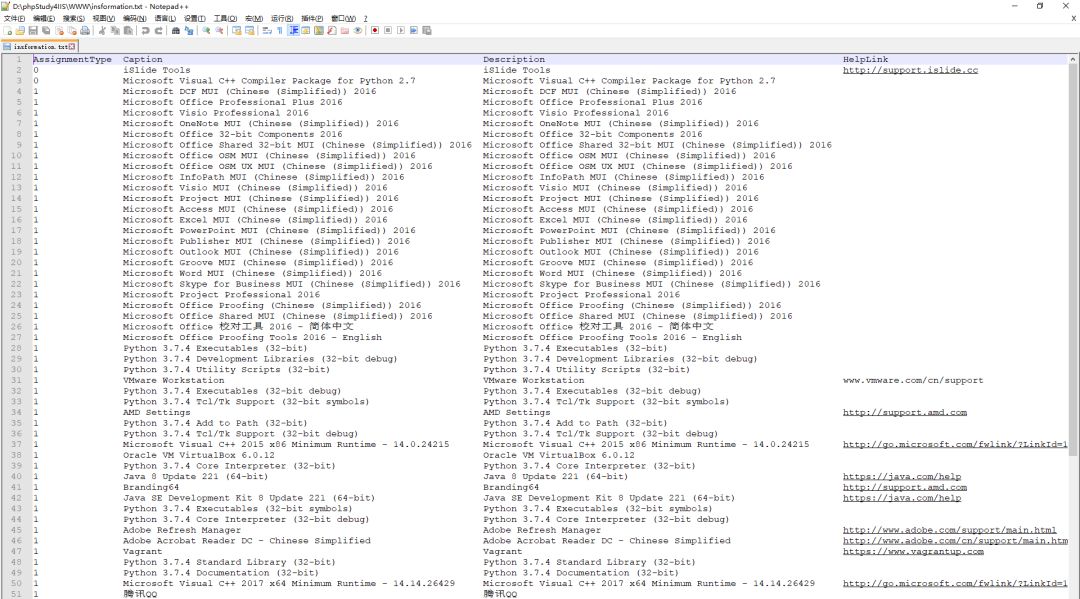 D:\phpStudy4IIS\WWW\insformation.txt - Notepad++
文件(F) 编辑(E) 搜索(S) 视图(V) 编码(N) 语言(L) 设置(T) 工具(O) 宏(M) 运行(R) 插件(P) 窗口(W) ?
insformation.txt
1 AssignmentType Caption Description HelpLink
2 0 iSlide Tools iSlide Tools http://support.islide.cc
3 0 Microsoft Visual C++ Compiler Package for Python 2.7 Microsoft Visual C++ Compiler Package for Python 2.7
4 1 Microsoft DCF MUI (Chinese (Simplified)) 2016 Microsoft DCF MUI (Chinese (Simplified)) 2016
5 1 Microsoft Office Professional Plus 2016 Microsoft Office Professional Plus 2016
6 1 Microsoft Visio Professional 2016 Microsoft Visio Professional 2016
7 1 Microsoft OneNote MUI (Chinese (Simplified)) 2016 Microsoft OneNote MUI (Chinese (Simplified)) 2016
8 1 Microsoft Office 32-bit Components 2016 Microsoft Office 32-bit Components 2016
9 1 Microsoft Office Shared 32-bit MUI (Chinese (Simplified)) 2016 Microsoft Office Shared 32-bit MUI (Chinese (Simplified)) 2016
10 1 Microsoft Office OSM MUI (Chinese (Simplified)) 2016 Microsoft Office OSM MUI (Chinese (Simplified)) 2016
11 1 Microsoft Office OSM UX MUI (Chinese (Simplified)) 2016 Microsoft Office OSM UX MUI (Chinese (Simplified)) 2016
12 1 Microsoft InfoPath MUI (Chinese (Simplified)) 2016 Microsoft InfoPath MUI (Chinese (Simplified)) 2016
13 1 Microsoft Visio MUI (Chinese (Simplified)) 2016 Microsoft Visio MUI (Chinese (Simplified)) 2016
14 1 Microsoft Project MUI (Chinese (Simplified)) 2016 Microsoft Project MUI (Chinese (Simplified)) 2016
15 1 Microsoft Access MUI (Chinese (Simplified)) 2016 Microsoft Access MUI (Chinese (Simplified)) 2016
16 1 Microsoft Excel MUI (Chinese (Simplified)) 2016 Microsoft Excel MUI (Chinese (Simplified)) 2016
17 1 Microsoft PowerPoint MUI (Chinese (Simplified)) 2016 Microsoft PowerPoint MUI (Chinese (Simplified)) 2016
18 1 Microsoft Publisher MUI (Chinese (Simplified)) 2016 Microsoft Publisher MUI (Chinese (Simplified)) 2016
19 1 Microsoft Outlook MUI (Chinese (Simplified)) 2016 Microsoft Outlook MUI (Chinese (Simplified)) 2016
20 1 Microsoft Groove MUI (Chinese (Simplified)) 2016 Microsoft Groove MUI (Chinese (Simplified)) 2016
21 1 Microsoft Word MUI (Chinese (Simplified)) 2016 Microsoft Word MUI (Chinese (Simplified)) 2016
22 1 Microsoft Skype for Business MUI (Chinese (Simplified)) 2016 Microsoft Skype for Business MUI (Chinese (Simplified)) 2016
23 1 Microsoft Project Professional 2016 Microsoft Project Professional 2016
24 1 Microsoft Office Proofing (Chinese (Simplified)) 2016 Microsoft Office Proofing (Chinese (Simplified)) 2016
25 1 Microsoft Office Shared MUI (Chinese (Simplified)) 2016 Microsoft Office Shared MUI (Chinese (Simplified)) 2016
26 1 Microsoft Office 校对工具 2016 - 简体中文 Microsoft Office 校对工具 2016 - 简体中文
27 1 Microsoft Office Proofing Tools 2016 - English Microsoft Office Proofing Tools 2016 - English
28 1 Python 3.7.4 Executables (32-bit) Python 3.7.4 Executables (32-bit)
29 1 Python 3.7.4 Development Libraries (32-bit debug) Python 3.7.4 Development Libraries (32-bit debug)
30 1 Python 3.7.4 Utility Scripts (32-bit) Python 3.7.4 Utility Scripts (32-bit)
31 1 VMware Workstation VMware Workstation www.vmware.com/cn/support
32 1 Python 3.7.4 Executables (32-bit debug) Python 3.7.4 Executables (32-bit debug)
33 1 Python 3.7.4 Tcl/Tk Support (32-bit symbols) Python 3.7.4 Tcl/Tk Support (32-bit symbols)
34 1 AMD Settings AMD Settings http://support.amd.com
35 1 Python 3.7.4 Add to Path (32-bit) Python 3.7.4 Add to Path (32-bit)
36 1 Python 3.7.4 Tcl/Tk Support (32-bit debug) Python 3.7.4 Tcl/Tk Support (32-bit debug)
37 1 Microsoft Visual C++ 2015 x86 Minimum Runtime - 14.0.24215 Microsoft Visual C++ 2015 x86 Minimum Runtime - 14.0.24215 http://go.microsoft.com/fwlink/?LinkId=1
38 1 Oracle VM VirtualBox 6.0.12 Oracle VM VirtualBox 6.0.12
39 1 Python 3.7.4 Core Interpreter (32-bit) Python 3.7.4 Core Interpreter (32-bit)
40 1 Java 8 Update 221 (64-bit) Java 8 Update 221 (64-bit) https://java.com/help
41 1 Branding64 Branding64 http://support.amd.com
42 1 Java SE Development Kit 8 Update 221 (64-bit) Java SE Development Kit 8 Update 221 (64-bit) https://java.com/help
43 1 Python 3.7.4 Executables (32-bit symbols) Python 3.7.4 Executables (32-bit symbols)
44 1 Python 3.7.4 Core Interpreter (32-bit debug) Python 3.7.4 Core Interpreter (32-bit debug)
45 1 Adobe Refresh Manager Adobe Refresh Manager http://www.adobe.com/support/main.html
46 1 Adobe Acrobat Reader DC - Chinese Simplified Adobe Acrobat Reader DC - Chinese Simplified http://www.adobe.com/cn/support/main.htm
47 1 Vagrant Vagrant https://www.vagrantup.com
48 1 Python 3.7.4 Standard Library (32-bit) Python 3.7.4 Standard Library (32-bit)
49 1 Python 3.7.4 Documentation (32-bit) Python 3.7.4 Documentation (32-bit)
50 1 Microsoft Visual C++ 2017 x64 Minimum Runtime - 14.14.26429 Microsoft Visual C++ 2017 x64 Minimum Runtime - 14.14.26429 http://go.microsoft.com/fwlink/?LinkId=1
51 1 腾讯QQ 腾讯QQ